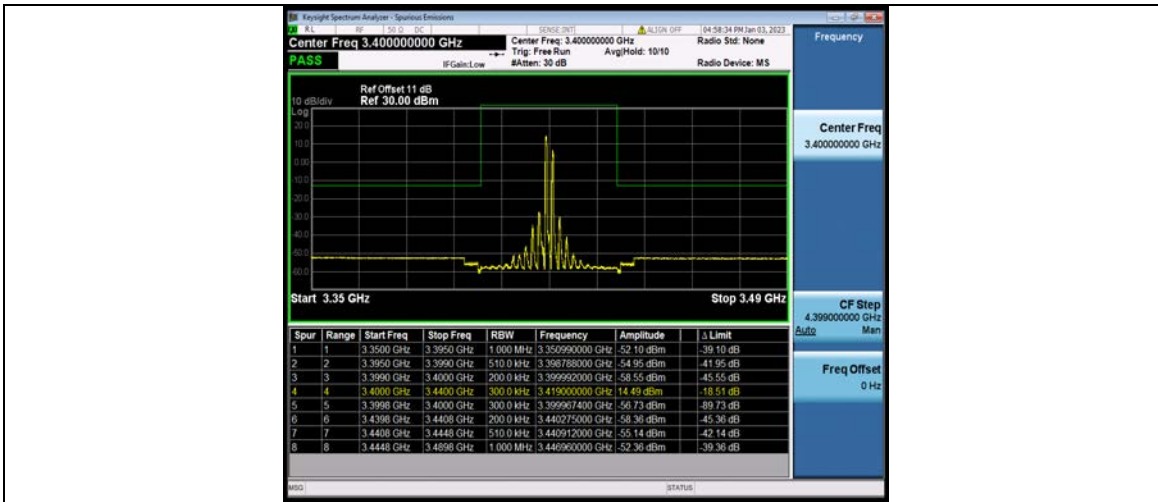 Keysight Spectrum Analyzer - Spurious Emissions
RL RF 50 Ω DC SENSE:INT ALIGN OFF 04:58:34 PM Jan 03, 2023
Center Freq 3.400000000 GHz Center Freq: 3.400000000 GHz Radio Std: None
Trig: Free Run Avg|Hold: 10/10
PASS IFGain:Low #Atten: 30 dB Radio Device: MS
Ref Offset 11 dB
10 dB/div Ref 30.00 dBm
Log
20.0
10.0
0.00
-10.0
-20.0
-30.0
-40.0
-50.0
-60.0
Start 3.35 GHz Stop 3.49 GHz
Spur Range Start Freq Stop Freq RBW Frequency Amplitude Δ Limit
1 1 3.3500 GHz 3.3950 GHz 1.000 MHz 3.350990000 GHz -52.10 dBm -39.10 dB
2 2 3.3950 GHz 3.3990 GHz 510.0 kHz 3.398788000 GHz -54.95 dBm -41.95 dB
3 3 3.3990 GHz 3.4000 GHz 200.0 kHz 3.399992000 GHz -58.55 dBm -45.55 dB
4 4 3.4000 GHz 3.4400 GHz 300.0 kHz 3.419000000 GHz 14.49 dBm -18.51 dB
5 5 3.3998 GHz 3.4000 GHz 300.0 kHz 3.399967400 GHz -56.73 dBm -89.73 dB
6 6 3.4398 GHz 3.4408 GHz 200.0 kHz 3.440275000 GHz -58.36 dBm -45.36 dB
7 7 3.4408 GHz 3.4448 GHz 510.0 kHz 3.440912000 GHz -55.14 dBm -42.14 dB
8 8 3.4448 GHz 3.4898 GHz 1.000 MHz 3.446960000 GHz -52.36 dBm -39.36 dB
MSG STATUS
Frequency
Center Freq
3.400000000 GHz
CF Step
4.399000000 GHz
Auto Man
Freq Offset
0 Hz